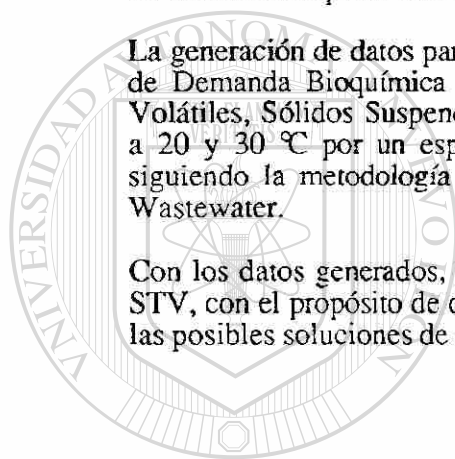 La generación de datos par
de Demanda Bioquímica
Volátiles, Sólidos Suspen
a 20 y 30 °C por un esp
siguiendo la metodología
Wastewater.
Con los datos generados,
STV, con el propósito de
las posibles soluciones de